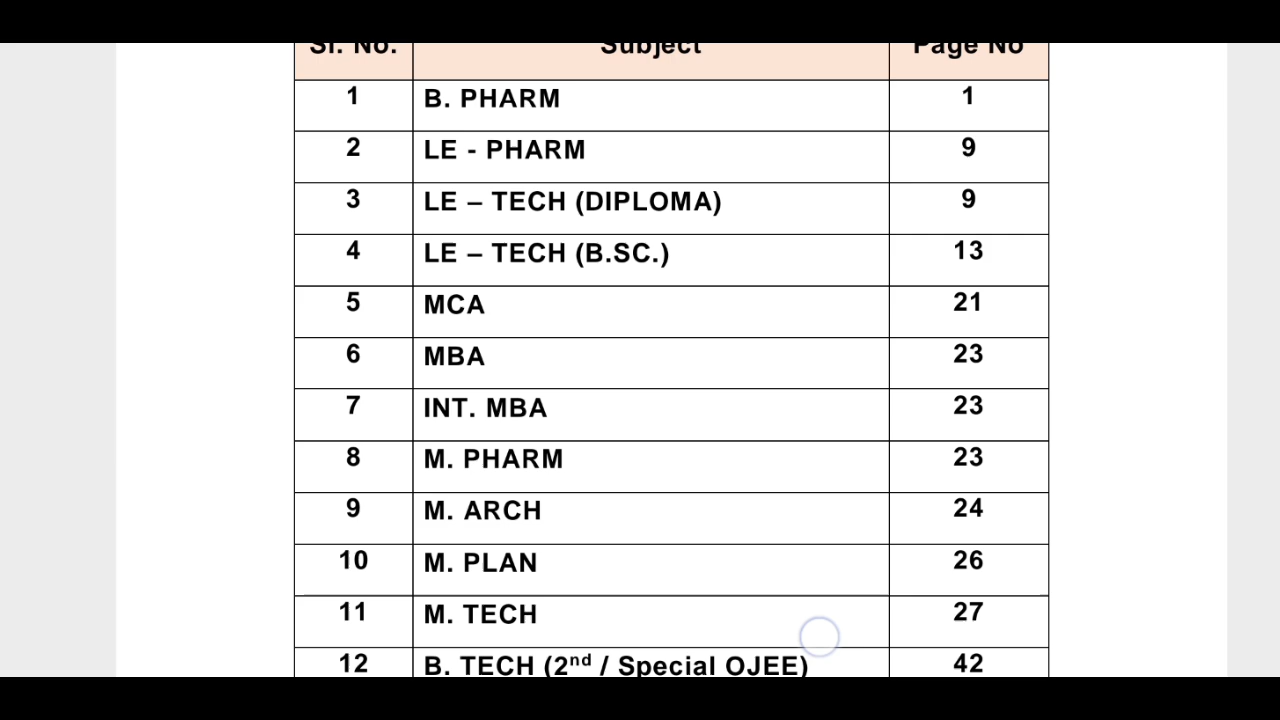 Sr. No. Subject Page No
1 B. PHARM 1
2 LE - PHARM 9
3 LE – TECH (DIPLOMA) 9
4 LE – TECH (B.SC.) 13
5 MCA 21
6 MBA 23
7 INT. MBA 23
8 M. PHARM 23
9 M. ARCH 24
10 M. PLAN 26
11 M. TECH 27
12 B. TECH (2nd / Special OJEE) 42